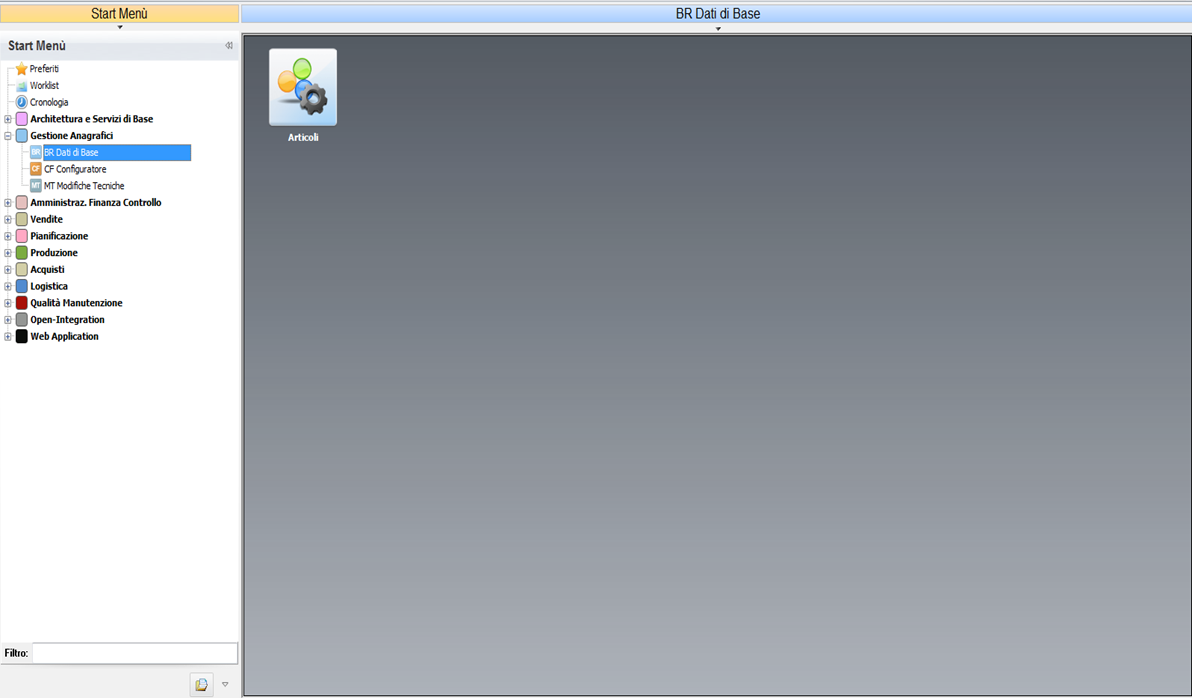 Start Menù
BR Dati di Base
Start Menù
Preferiti
Worklist
Cronologia
Architettura e Servizi di Base
Gestione Anagrafici
BR BR Dati di Base
CF CF Configuratore
MT MT Modifiche Tecniche
Amministraz. Finanza Controllo
Vendite
Pianificazione
Produzione
Acquisti
Logistica
Qualità Manutenzione
Open-Integration
Web Application
Filtro:
Articoli